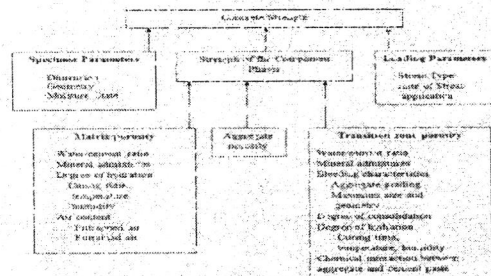 Concrete Strength
Specimen Parameters
Dimension
Geometry
Moisture State
Strength of the Component
Phases
Loading Parameters
Stress Type
rate of Stress
application
Matrix porosity
Water-cement ratio
Mineral admixtures
Degree of hydration
Curing time,
temperature
humidity
Air content
Entrapped air
Entrained air
Aggregate
porosity
Transition zone porosity
Water-cement ratio
Mineral admixtures
Bleeding characteristics
Aggregate grading
Maximum size and
geometry
Degree of consolidation
Degree of hydration
Curing time,
temperature, humidity
Chemical interaction between
aggregate and cement paste